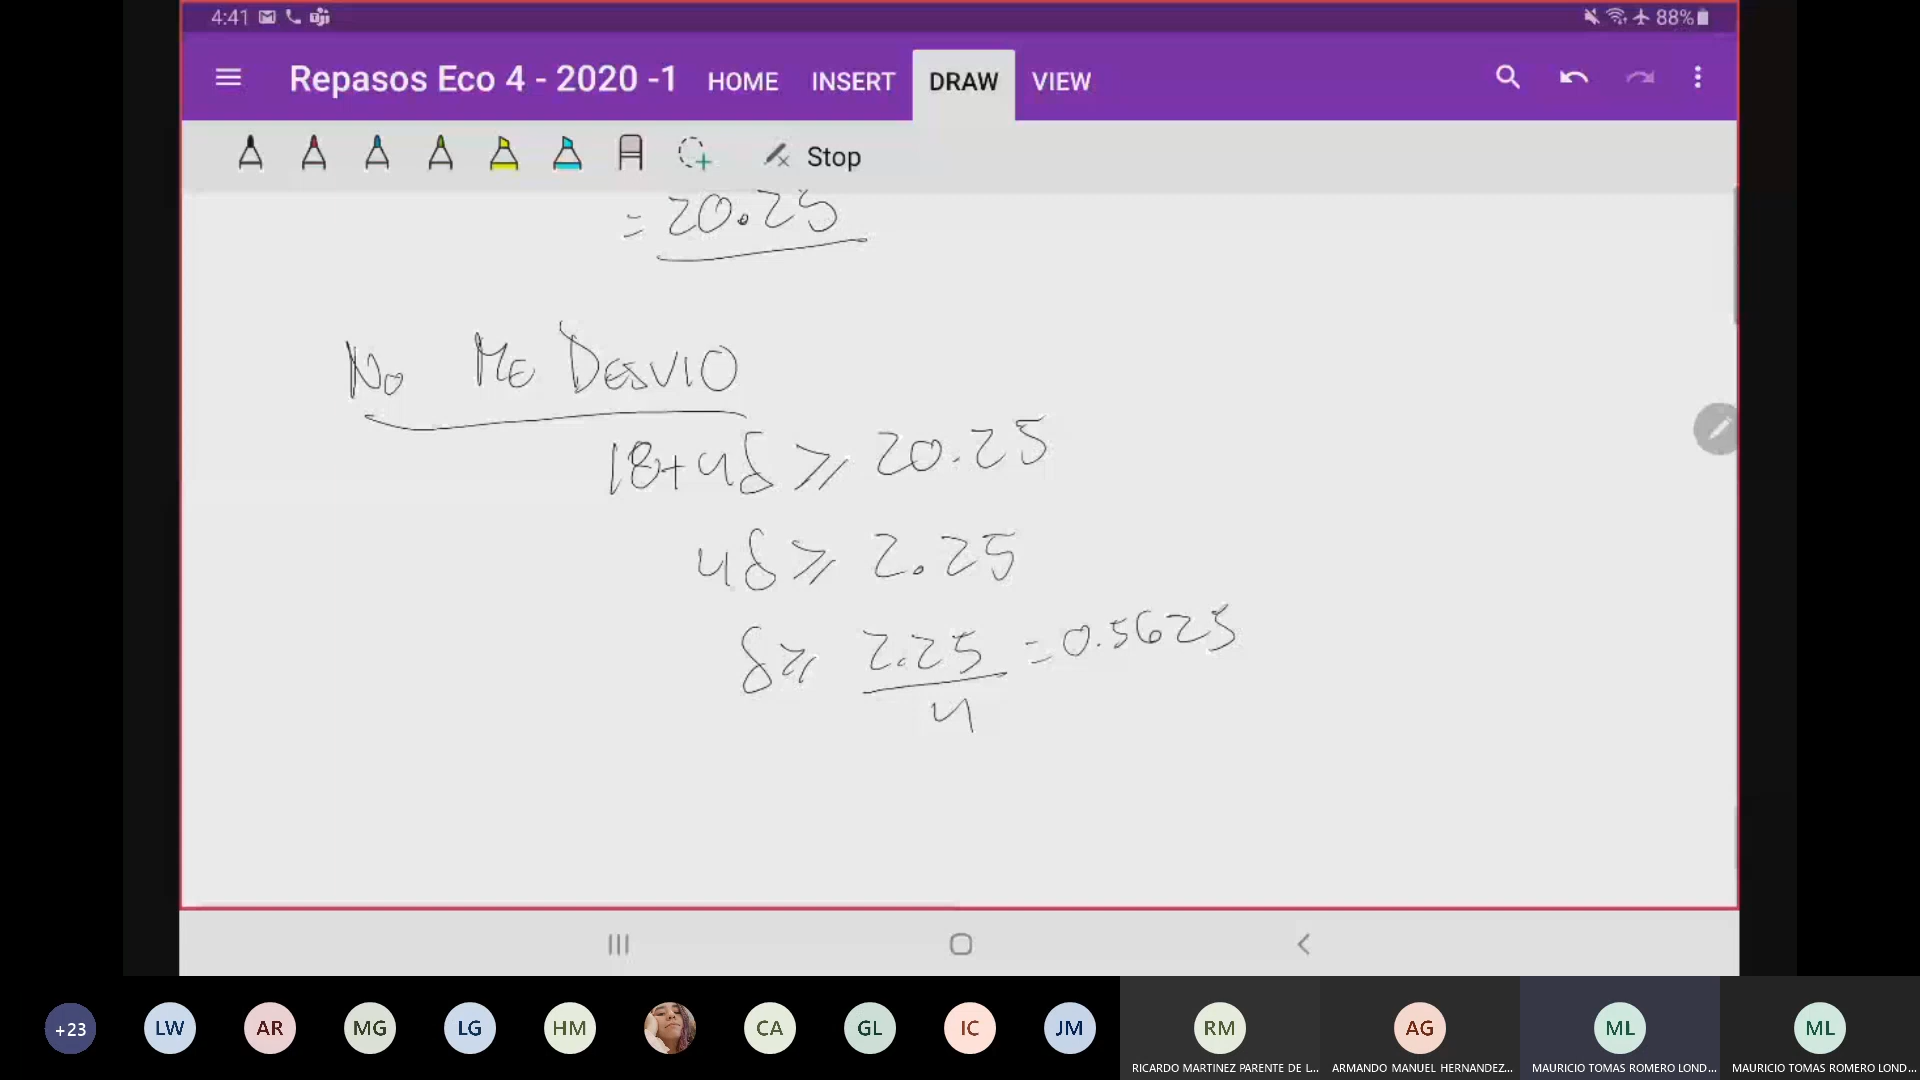 4:41 88%
Repasos Eco 4 - 2020 -1 HOME INSERT DRAW VIEW
Stop
= 20.25
No Me Desvio
18+4δ ≥ 20.25
4δ ≥ 2.25
δ ≥ 2.25/4 = 0.5625
+23 LW AR MG LG HM CA GL IC JM RM AG ML ML
RICARDO MARTINEZ PARENTE DE L... ARMANDO MANUEL HERNANDEZ... MAURICIO TOMAS ROMERO LOND... MAURICIO TOMAS ROMERO LOND...